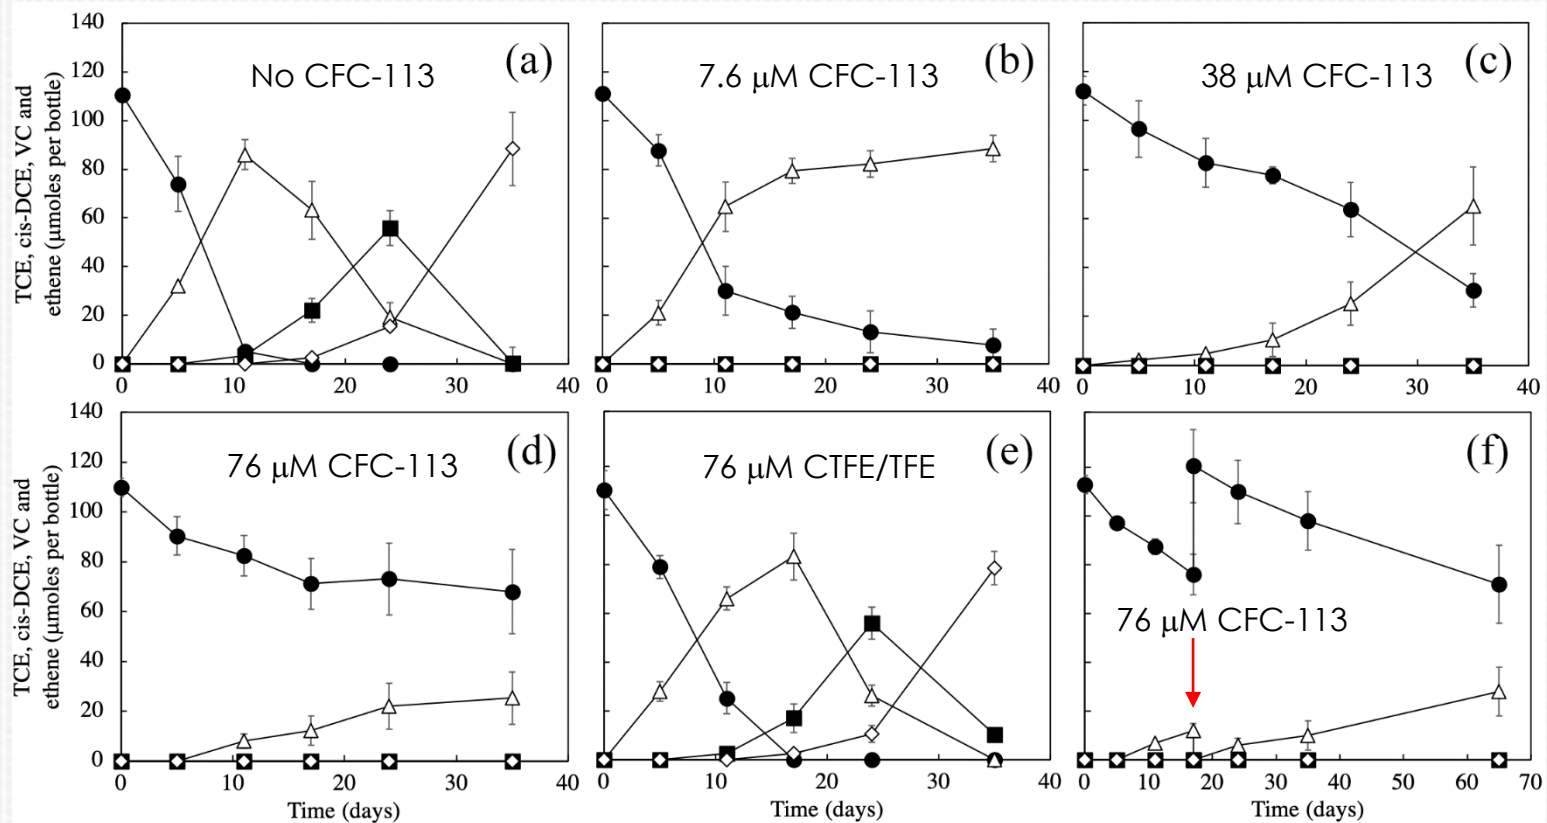 TCE, cis-DCE, VC and
ethene (μmoles per bottle)
140
120
100
80
60
40
20
0
(a)
No CFC-113
0 10 20 30 40
(b)
7.6 μM CFC-113
0 10 20 30 40
(c)
38 μM CFC-113
0 10 20 30 40
TCE, cis-DCE, VC and
ethene (μmoles per bottle)
140
120
100
80
60
40
20
0
(d)
76 μM CFC-113
0 10 20 30 40
Time (days)
(e)
76 μM CTFE/TFE
0 10 20 30 40
Time (days)
(f)
76 μM CFC-113
0 10 20 30 40 50 60 70
Time (days)